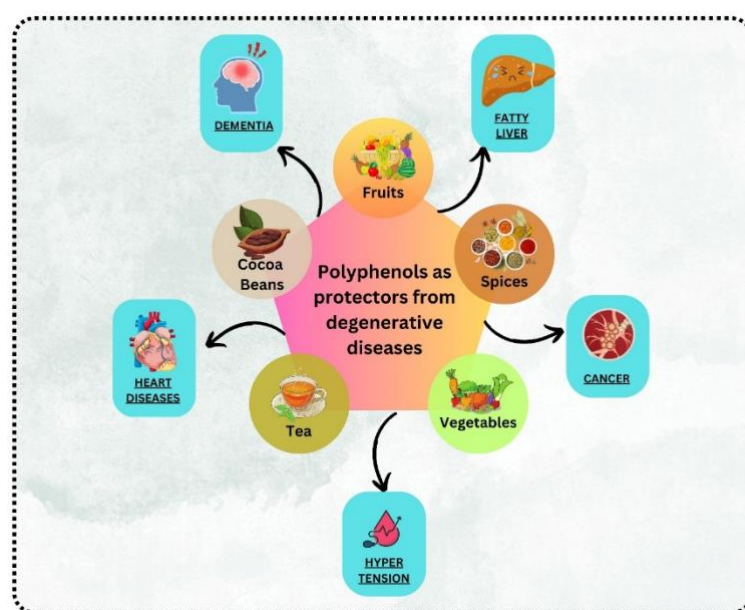 DEMENTIA
FATTY
LIVER
Fruits
Cocoa
Beans
Spices
Polyphenols as
protectors from
degenerative
diseases
HEART
DISEASES
CANCER
Tea
Vegetables
HYPER
TENSION